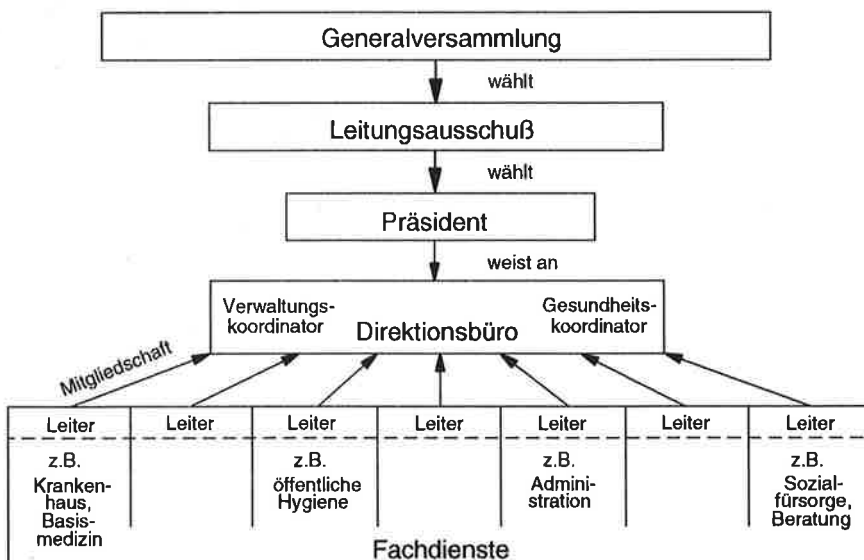 Generalversammlung
wählt
Leitungsausschuß
wählt
Präsident
weist an
Verwaltungs-
koordinator
Direktionsbüro
Gesundheits-
koordinator
Mitgliedschaft
Leiter Leiter Leiter Leiter Leiter Leiter Leiter
z.B.
Kranken-
haus,
Basis-
medizin
z.B.
öffentliche
Hygiene
z.B.
Admini-
stration
z.B.
Sozial-
fürsorge,
Beratung
Fachdienste